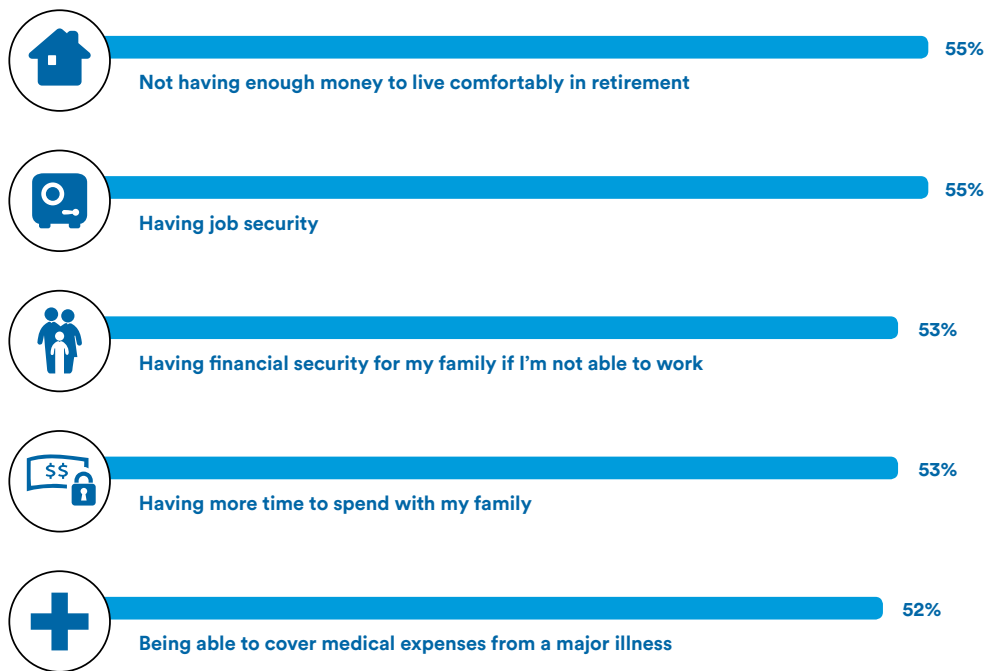 55%
Not having enough money to live comfortably in retirement
55%
Having job security
53%
Having financial security for my family if I'm not able to work
$$
53%
Having more time to spend with my family
52%
Being able to cover medical expenses from a major illness